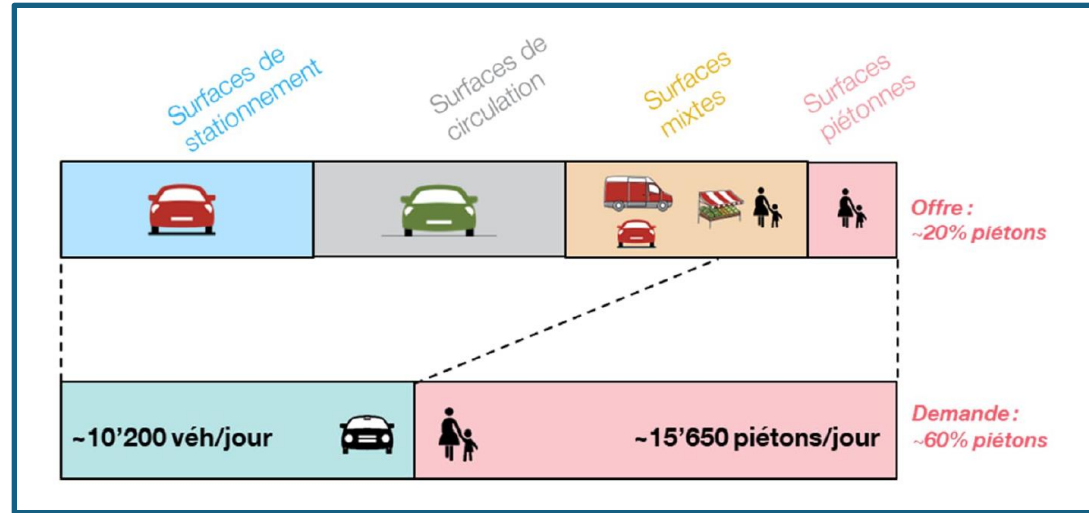 Surfaces de
stationnement
Surfaces de
circulation
Surfaces
mixtes
Surfaces
piétonnes
Offre :
~20% piétons
~10'200 véh/jour
~15'650 piétons/jour
Demande :
~60% piétons